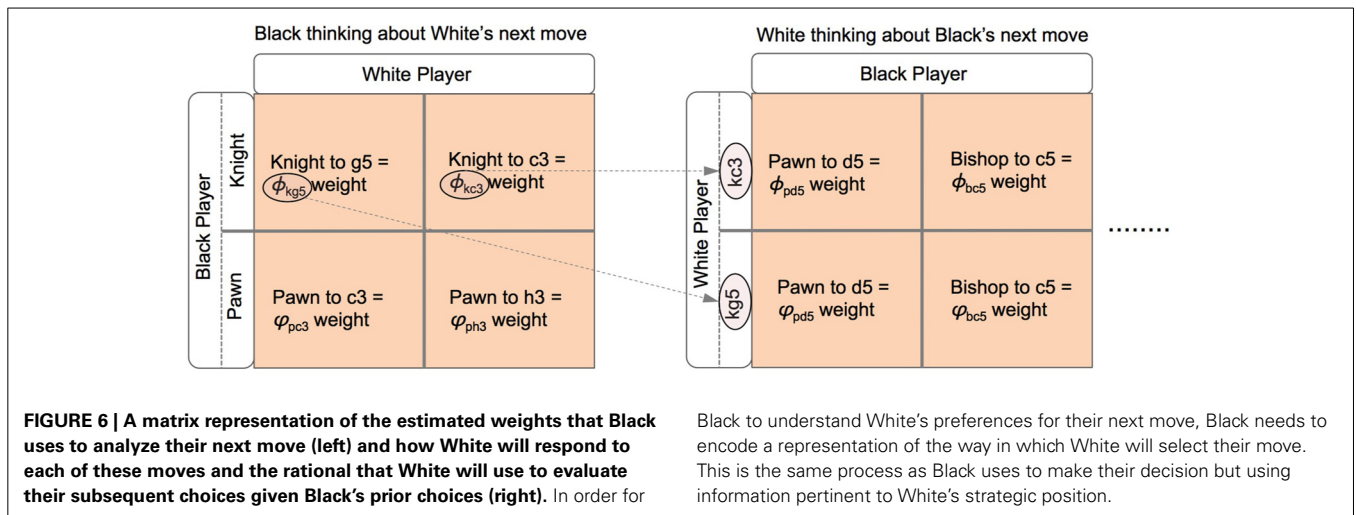 Black thinking about White's next move
White Player
Black Player
Knight
Pawn
Knight to g5 =
ϕkg5 weight
Knight to c3 =
ϕkc3 weight
Pawn to c3 =
φpc3 weight
Pawn to h3 =
φph3 weight
White thinking about Black's next move
Black Player
White Player
kc3
kg5
Pawn to d5 =
ϕpd5 weight
Bishop to c5 =
ϕbc5 weight
Pawn to d5 =
φpd5 weight
Bishop to c5 =
φbc5 weight
........
FIGURE 6 | A matrix representation of the estimated weights that Black
uses to analyze their next move (left) and how White will respond to
each of these moves and the rational that White will use to evaluate
their subsequent choices given Black's prior choices (right). In order for
Black to understand White's preferences for their next move, Black needs to
encode a representation of the way in which White will select their move.
This is the same process as Black uses to make their decision but using
information pertinent to White's strategic position.